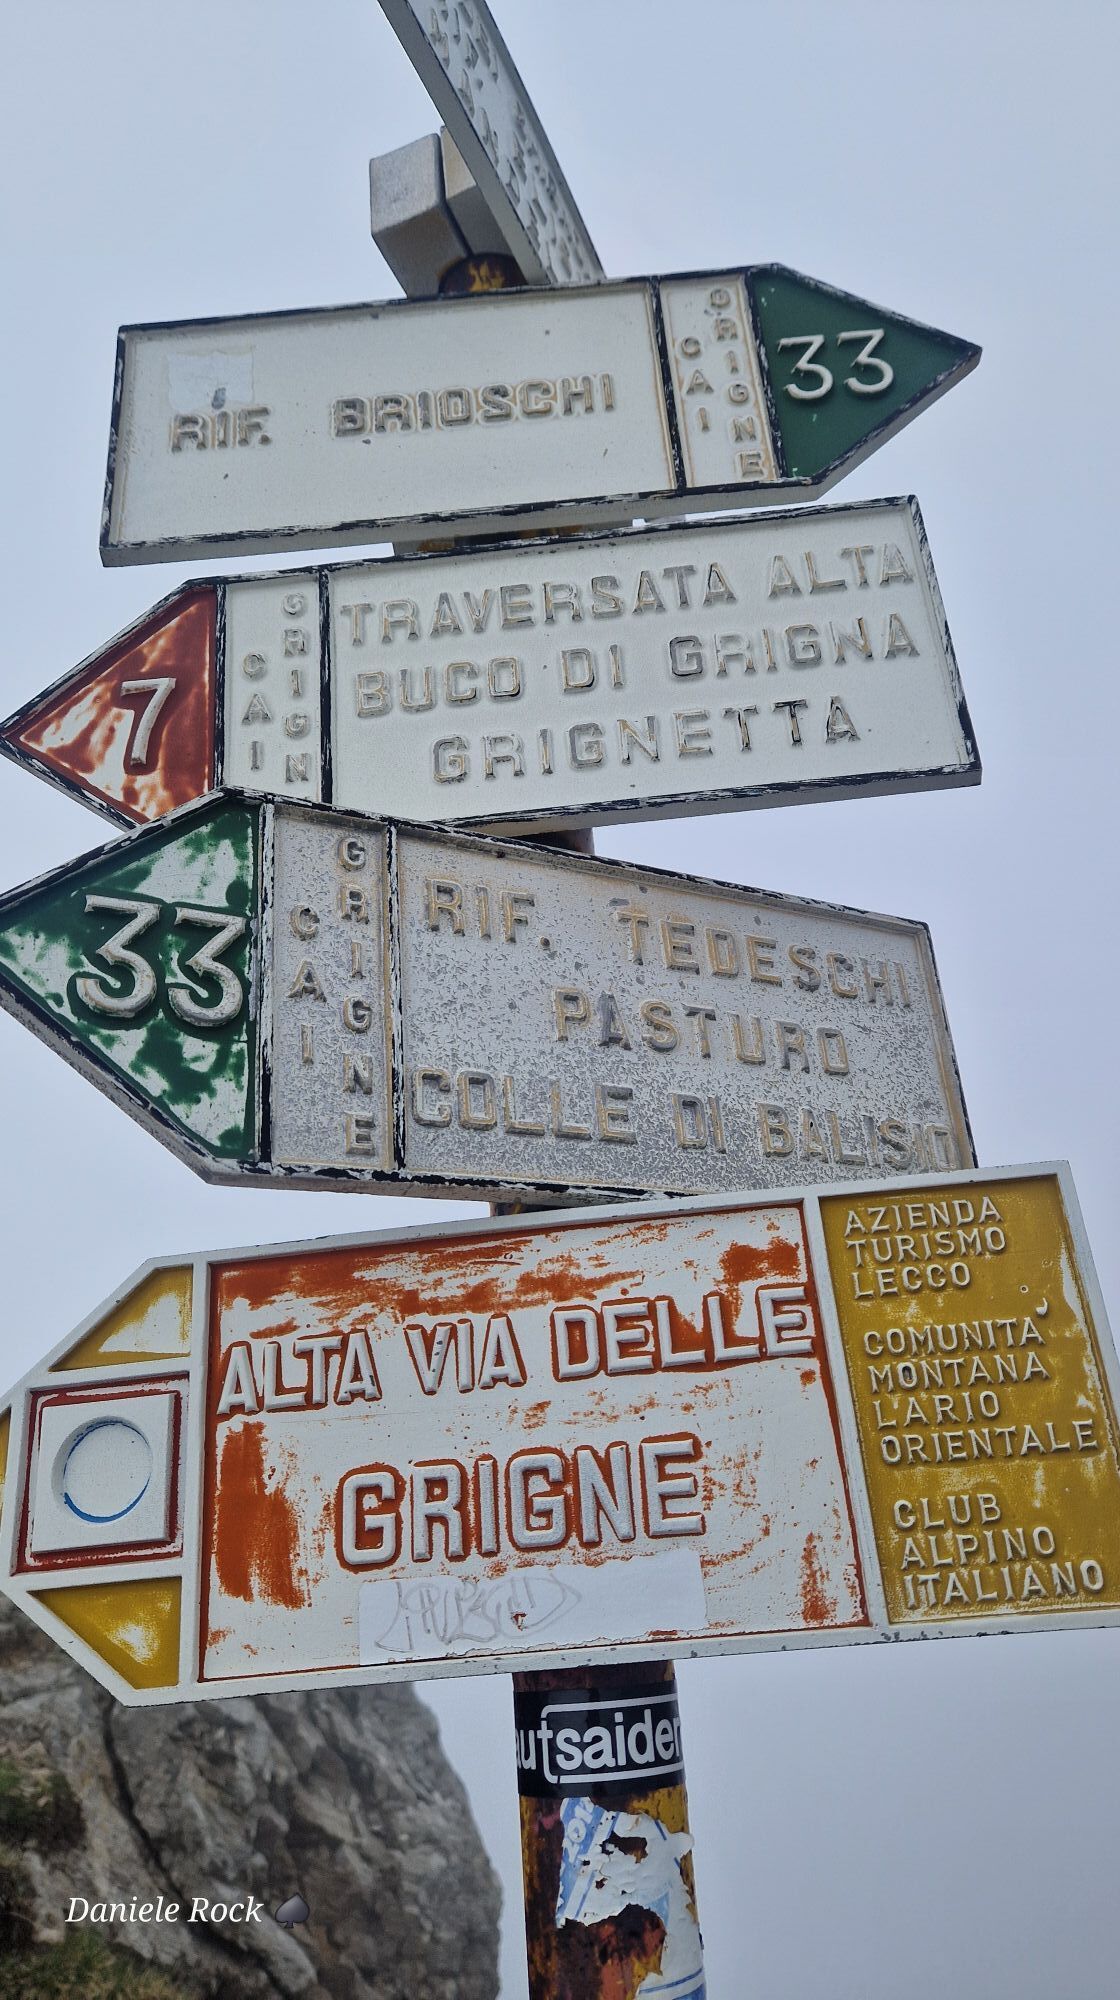 RIF. BRIOSCHI
CAI
GRIGNE
33
7
CAI
GRIGN
TRAVERSATA ALTA
BUCO DI GRIGNA
GRIGNETTA
33
CAI
GRIGNE
RIF. TEDESCHI
PASTURO
COLLE DI BALISIO
ALTA VIA DELLE
GRIGNE
AZIENDA
TURISMO
LECCO
COMUNITA'
MONTANA
L'ARIO
ORIENTALE
CLUB
ALPINO
ITALIANO
utsaider
Daniele Rock ♠